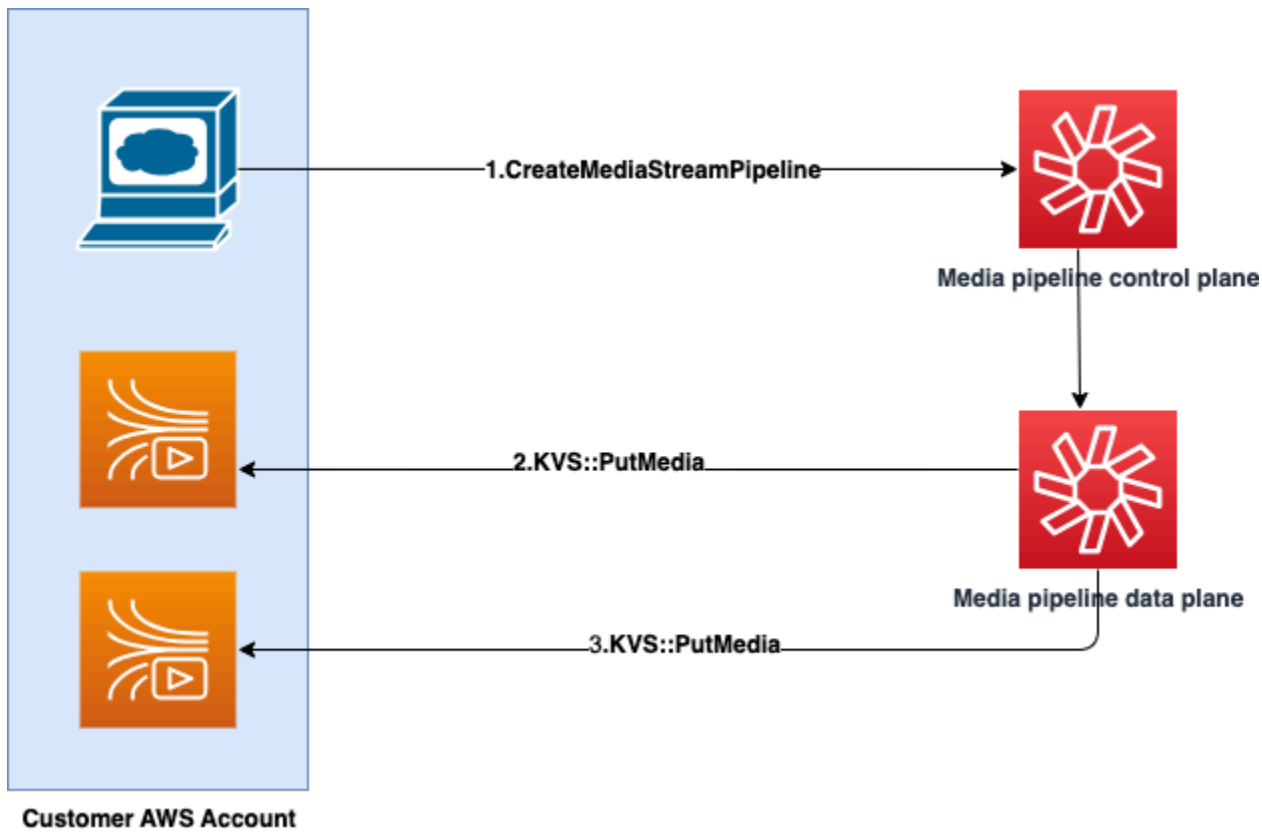 1.CreateMediaStreamPipeline
Media pipeline control plane
2.KVS::PutMedia
Media pipeline data plane
3.KVS::PutMedia
Customer AWS Account